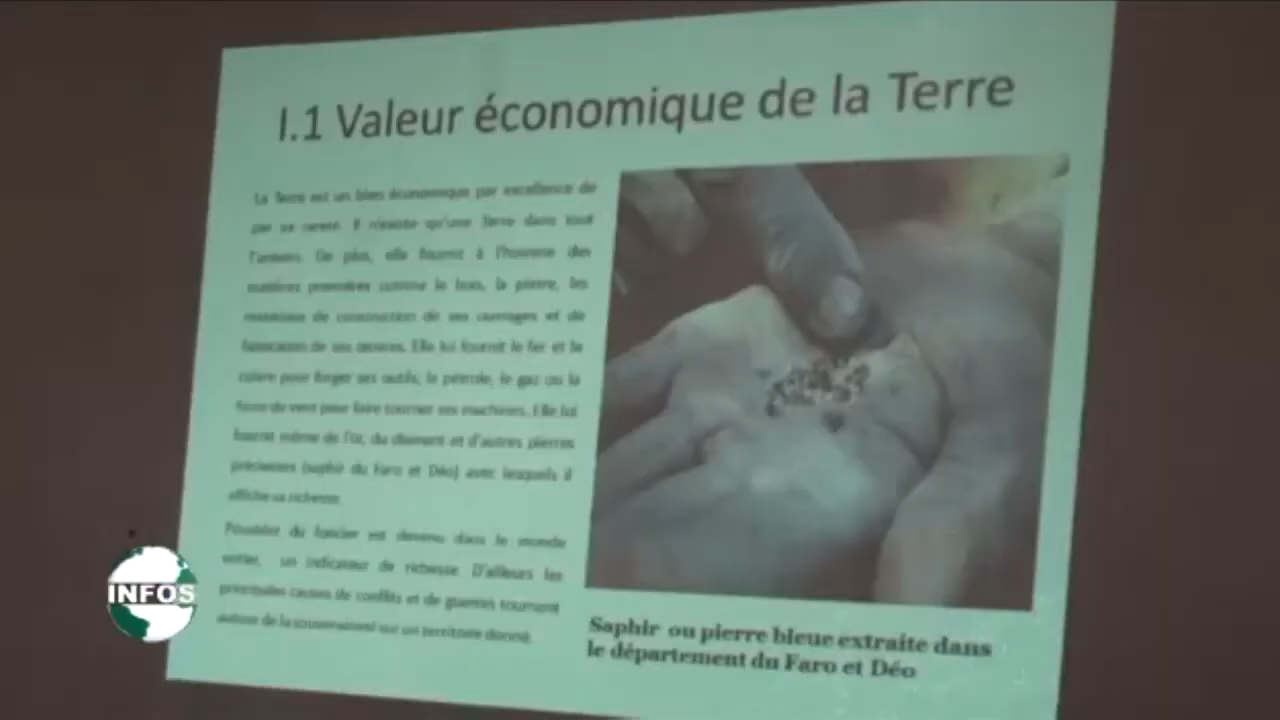 I.1 Valeur économique de la Terre
La Terre est un bien économique par excellence de
par sa rareté. Il n'existe qu'une Terre dans tout
l'univers. De plus, elle fournit à l'homme des
matières premières comme le bois, la pierre, les
matériaux de construction de ses ouvrages et de
fabrication de ses œuvres. Elle lui fournit le fer et le
cuivre pour forger ses outils, le pétrole, le gaz ou la
force du vent pour faire tourner ses machines. Elle lui
fournit même de l'or, du diamant et d'autres pierres
précieuses (saphir du Faro et Déo) avec lesquels il
affiche sa richesse.
du foncier est devenu dans le monde
entier, un indicateur de richesse. D'ailleurs les
principales causes de conflits et de guerres tournent
autour de la souveraineté sur un territoire donné.
Saphir ou pierre bleue extraite dans
le département du Faro et Déo
INFOS